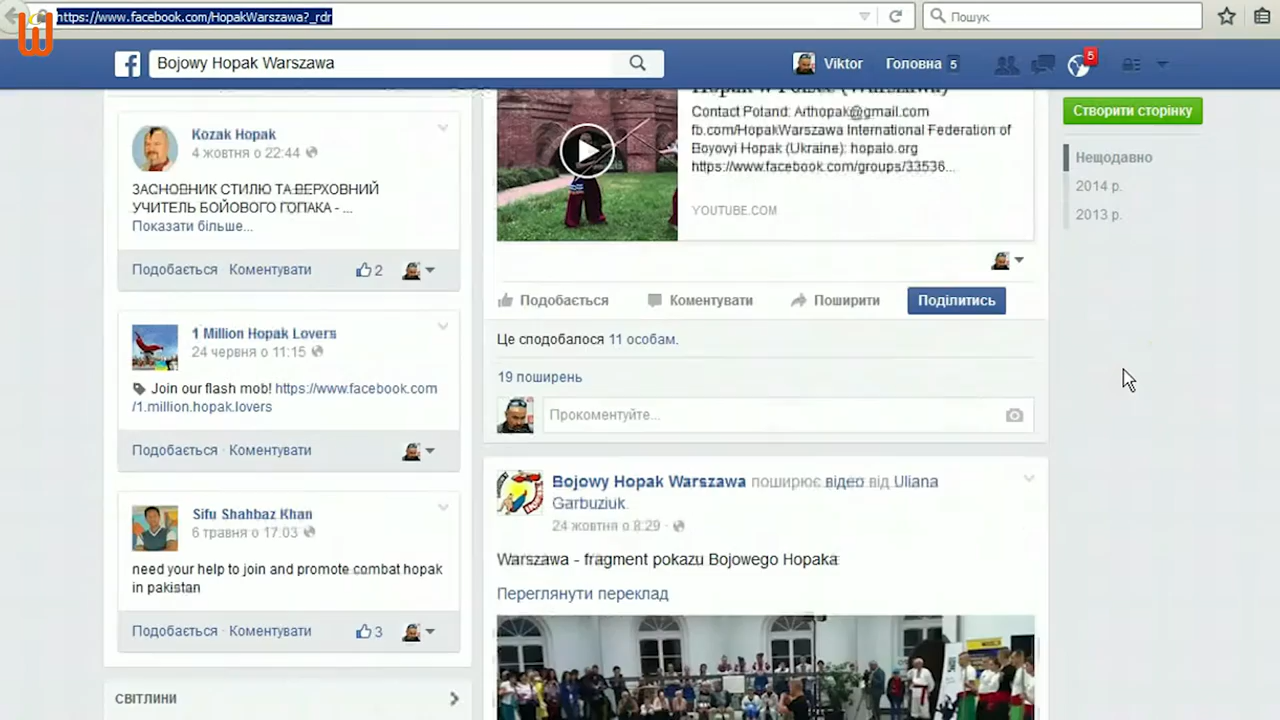 https://www.facebook.com/HopakWarszawa?_rdr
Пошук
Bojowy Hopak Warszawa
Viktor
Головна 5
5
Створити сторінку
Нещодавно
2014 р.
2013 р.
Kozak Hopak
4 жовтня о 22:44
ЗАСНОВНИК СТИЛЮ ТА ВЕРХОВНИЙ
УЧИТЕЛЬ БОЙОВОГО ГОПАКА - ...
Показати більше...
Подобається Коментувати 2
1 Million Hopak Lovers
24 червня о 11:15
Join our flash mob! https://www.facebook.com
/1.million.hopak.lovers
Подобається · Коментувати
Sifu Shahbaz Khan
6 травня о 17:03
need your help to join and promote combat hopak
in pakistan
Подобається · Коментувати 3
СВІТЛИНИ
Hopak w Polsce (Warszawa)
Contact Poland: Arthopak@gmail.com
fb.com/HopakWarszawa International Federation of
Boyovyi Hopak (Ukraine): hopalo.org
https://www.facebook.com/groups/33536...
YOUTUBE.COM
Подобається Коментувати Поширити Поділитись
Це сподобалося 11 особам.
19 поширень
Прокоментуйте...
Bojowy Hopak Warszawa поширює відео від Uliana
Garbuziuk.
24 жовтня о 8:29 ·
Warszawa - fragment pokazu Bojowego Hopaka
Переглянути переклад